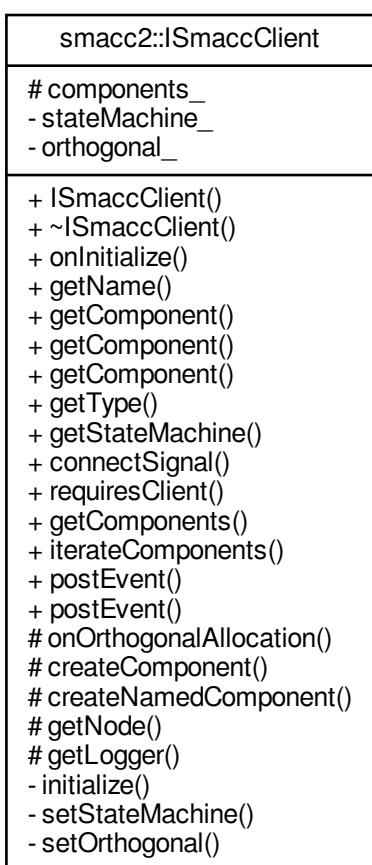 smacc2::ISmaccClient
# components_
- stateMachine_
- orthogonal_
+ ISmaccClient()
+ ~ISmaccClient()
+ onInitialize()
+ getName()
+ getComponent()
+ getComponent()
+ getComponent()
+ getType()
+ getStateMachine()
+ connectSignal()
+ requiresClient()
+ getComponents()
+ iterateComponents()
+ postEvent()
+ postEvent()
# onOrthogonalAllocation()
# createComponent()
# createNamedComponent()
# getNode()
# getLogger()
- initialize()
- setStateMachine()
- setOrthogonal()